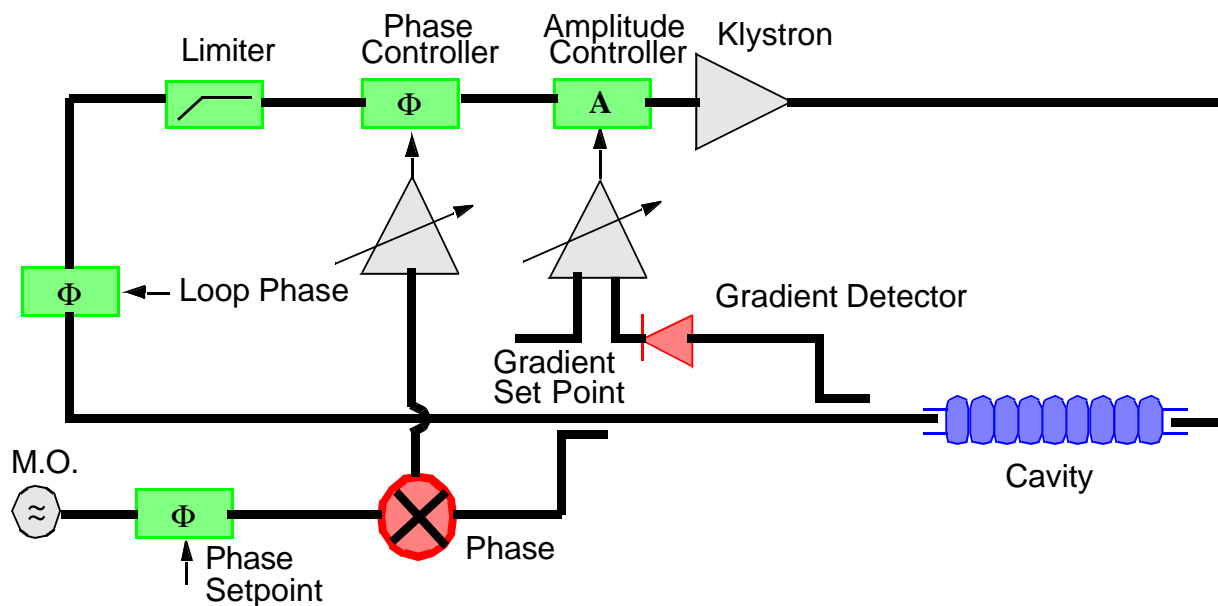 Limiter
Phase
Controller
Amplitude
Controller
Klystron
Φ
A
Φ
Loop Phase
Gradient Detector
Gradient
Set Point
M.O.
≈
Φ
Phase
Setpoint
Phase
Cavity